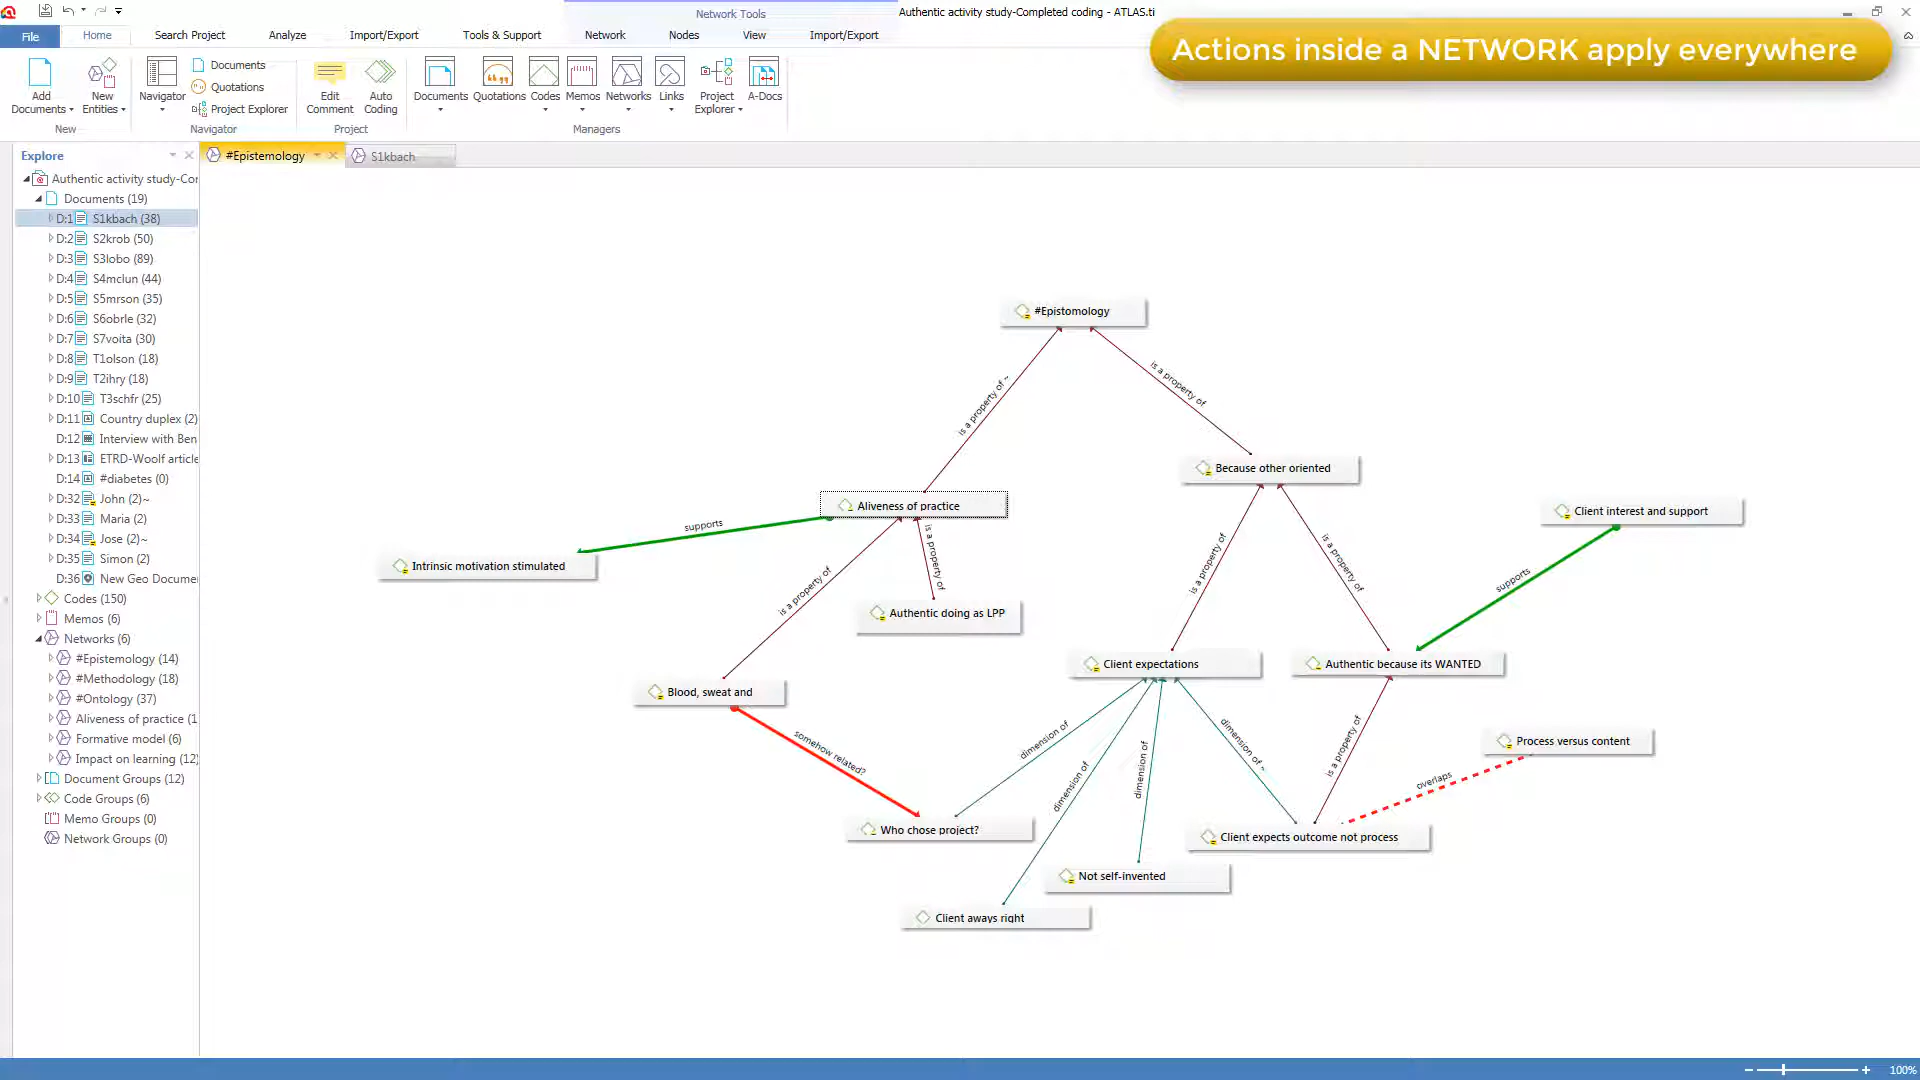 Network Tools
Authentic activity study-Completed coding - ATLAS.ti
File
Home
Search Project
Analyze
Import/Export
Tools & Support
Network
Nodes
View
Import/Export
Actions inside a NETWORK apply everywhere
Add Documents
New Entities
New
Navigator
Documents
Quotations
Project Explorer
Navigator
Edit Comment
Auto Coding
Project
Documents
Quotations
Codes
Memos
Networks
Links
Project Explorer
A-Docs
Managers
Explore
#Epistemology
S1kbach
Authentic activity study-Cor
Documents (19)
D:1 S1kbach (38)
D:2 S2krob (50)
D:3 S3lobo (89)
D:4 S4mclun (44)
D:5 S5mrson (35)
D:6 S6obrle (32)
D:7 S7voita (30)
D:8 T1olson (18)
D:9 T2ihry (18)
D:10 T3schfr (25)
D:11 Country duplex (2)
D:12 Interview with Ben
D:13 ETRD-Woolf article
D:14 #diabetes (0)
D:32 John (2)~
D:33 Maria (2)
D:34 Jose (2)~
D:35 Simon (2)
D:36 New Geo Docume
Codes (150)
Memos (6)
Networks (6)
#Epistemology (14)
#Methodology (18)
#Ontology (37)
Aliveness of practice (1
Formative model (6)
Impact on learning (12)
Document Groups (12)
Code Groups (6)
Memo Groups (0)
Network Groups (0)
#Epistomology
is a property of ~
is a property of
Because other oriented
Aliveness of practice
Client interest and support
supports
is a property of
is a property of
is a property of
is a property of
supports
Intrinsic motivation stimulated
Authentic doing as LPP
Client expectations
Authentic because its WANTED
Blood, sweat and
somehow related?
dimension of
dimension of
dimension of
dimension of ~
is a property of
Process versus content
overlaps
Who chose project?
Client expects outcome not process
Not self-invented
Client aways right
100%